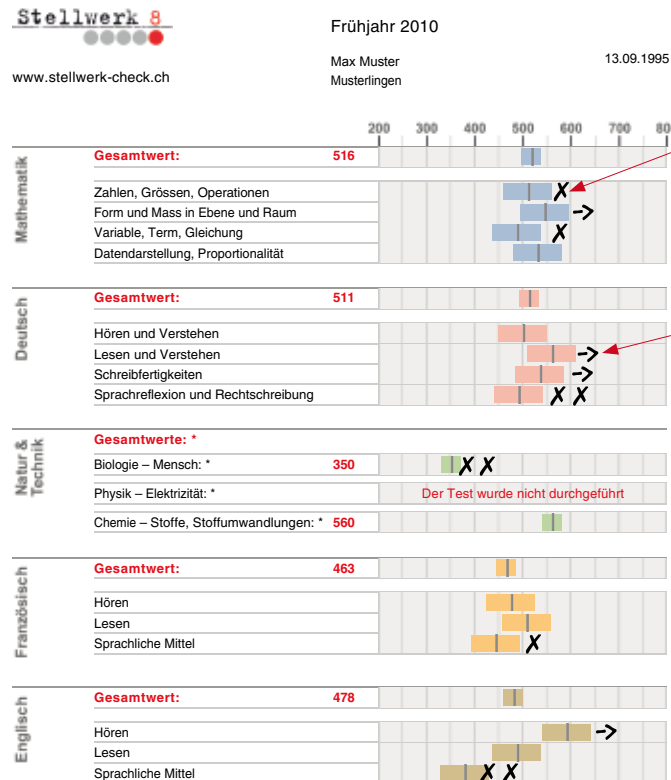 Stellwerk 8
Frühjahr 2010
Max Muster 13.09.1995
www.stellwerk-check.ch
Musterlingen
200 300 400 500 600 700 80
Mathematik
Gesamtwert: 516
Zahlen, Grössen, Operationen
Form und Mass in Ebene und Raum
Variable, Term, Gleichung
Datendarstellung, Proportionalität
Deutsch
Gesamtwert: 511
Hören und Verstehen
Lesen und Verstehen
Schreibfertigkeiten
Sprachreflexion und Rechtschreibung
Natur &
Technik
Gesamtwerte: *
Biologie – Mensch: * 350
Physik – Elektrizität: * Der Test wurde nicht durchgeführt
Chemie – Stoffe, Stoffumwandlungen: * 560
Französisch
Gesamtwert: 463
Hören
Lesen
Sprachliche Mittel
Englisch
Gesamtwert: 478
Hören
Lesen
Sprachliche Mittel